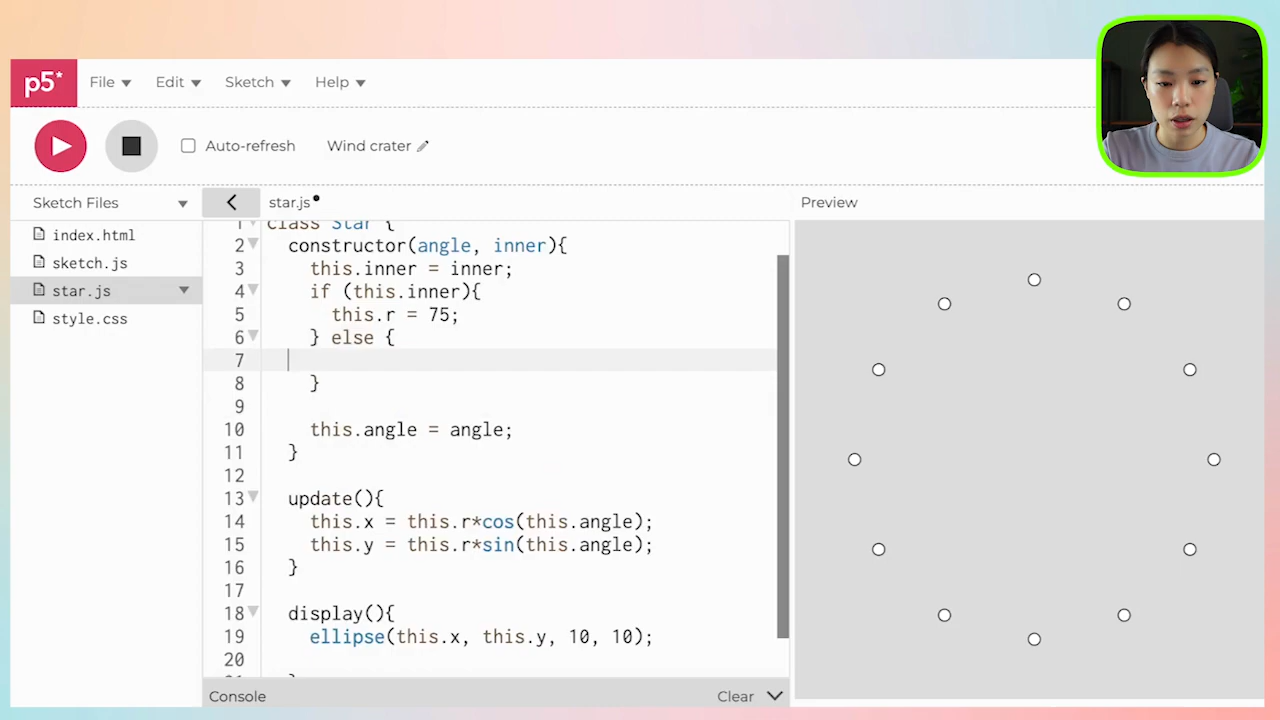 p5*
File Edit Sketch Help
Auto-refresh Wind crater
Sketch Files
index.html
sketch.js
star.js
style.css
star.js
1 class Star {
2 constructor(angle, inner){
3 this.inner = inner;
4 if (this.inner){
5 this.r = 75;
6 } else {
7
8 }
9
10 this.angle = angle;
11 }
12
13 update(){
14 this.x = this.r*cos(this.angle);
15 this.y = this.r*sin(this.angle);
16 }
17
18 display(){
19 ellipse(this.x, this.y, 10, 10);
20
Console Clear
Preview